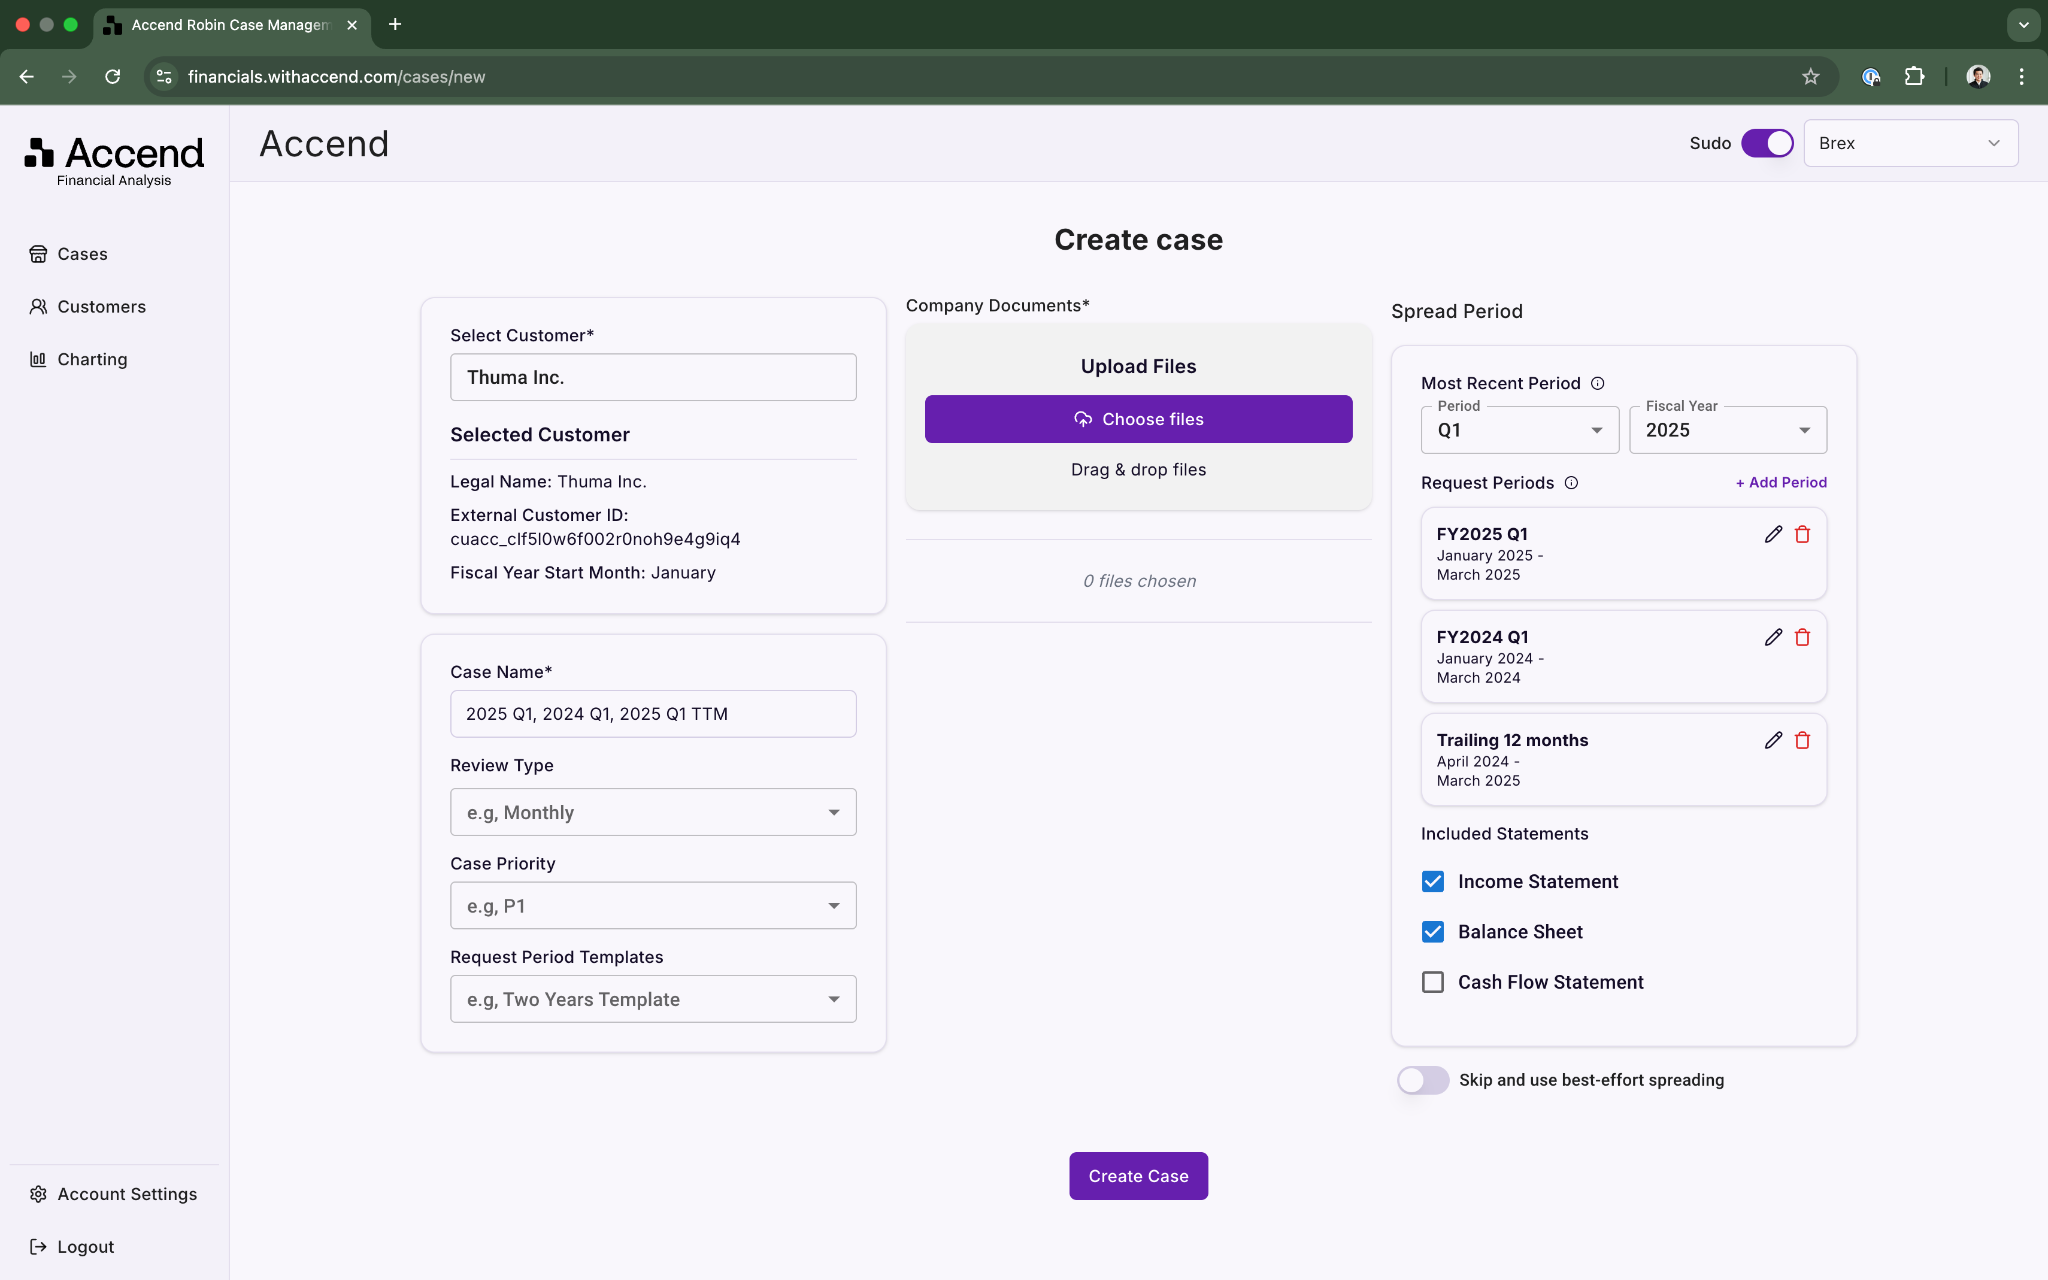 Accend Robin Case Managem
financials.withaccend.com/cases/new
Accend
Financial Analysis
Cases
Customers
Charting
Account Settings
Logout
Accend
Sudo
Brex
Create case
Select Customer*
Thuma Inc.
Selected Customer
Legal Name: Thuma Inc.
External Customer ID:
cuacc_clf5l0w6f002r0noh9e4g9iq4
Fiscal Year Start Month: January
Case Name*
2025 Q1, 2024 Q1, 2025 Q1 TTM
Review Type
e.g, Monthly
Case Priority
e.g, P1
Request Period Templates
e.g, Two Years Template
Company Documents*
Upload Files
Choose files
Drag & drop files
0 files chosen
Spread Period
Most Recent Period
Period
Q1
Fiscal Year
2025
Request Periods
+ Add Period
FY2025 Q1
January 2025 -
March 2025
FY2024 Q1
January 2024 -
March 2024
Trailing 12 months
April 2024 -
March 2025
Included Statements
Income Statement
Balance Sheet
Cash Flow Statement
Skip and use best-effort spreading
Create Case